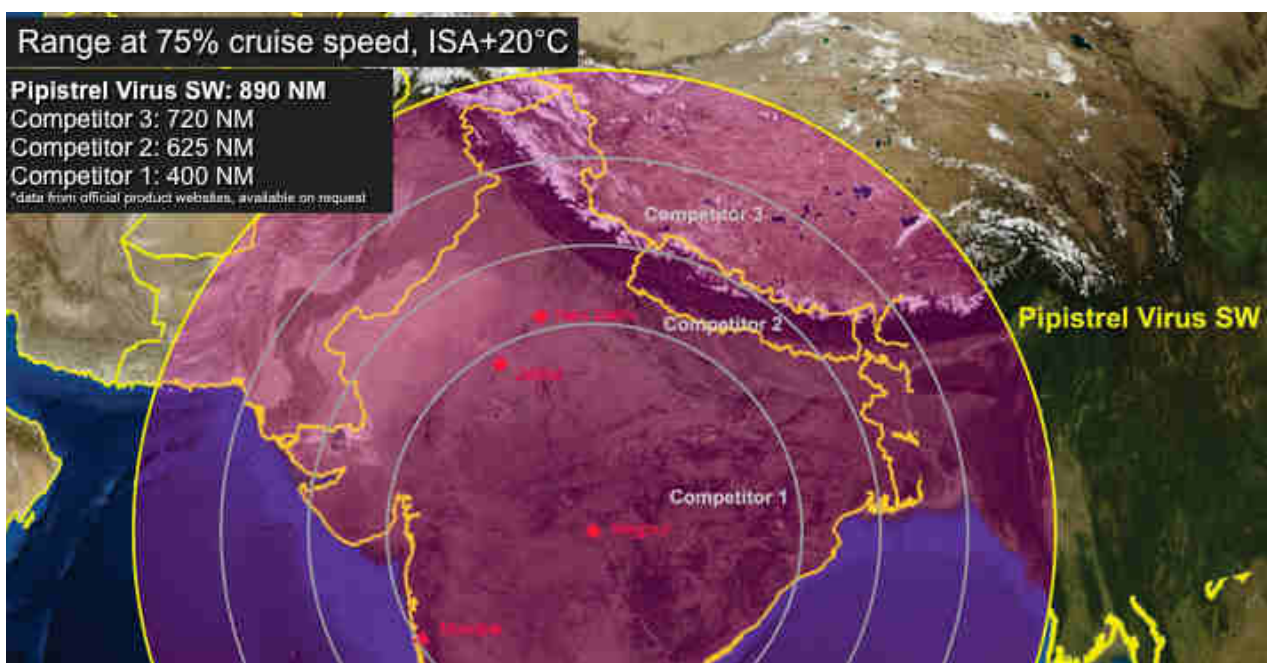 Range at 75% cruise speed, ISA+20°C
Pipistrel Virus SW: 890 NM
Competitor 3: 720 NM
Competitor 2: 625 NM
Competitor 1: 400 NM
*data from official product websites, available on request
Competitor 3
Pipistrel Virus SW
Competitor 2
Competitor 1